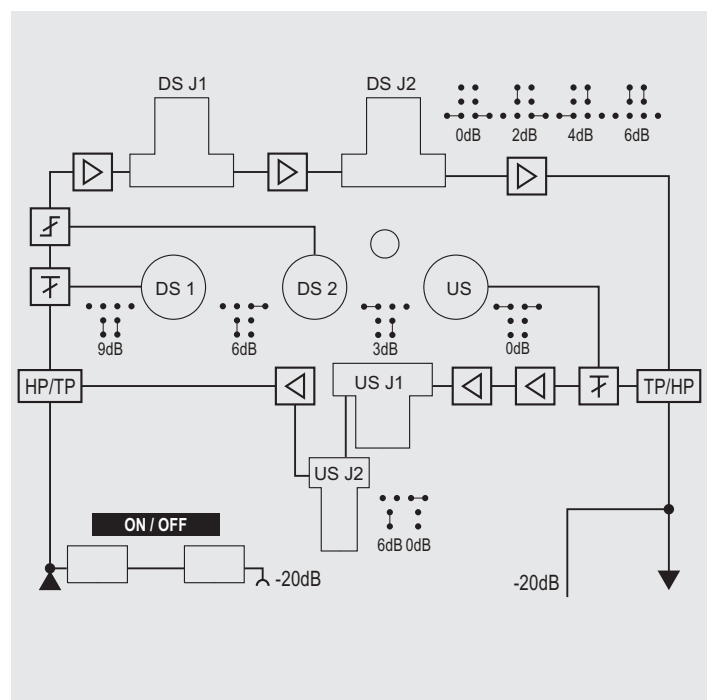 DS J1
DS J2
0dB 2dB 4dB 6dB
DS 1
DS 2
US
9dB
6dB
3dB
0dB
HP/TP
US J1
TP/HP
US J2
ON / OFF
6dB 0dB
-20dB
-20dB